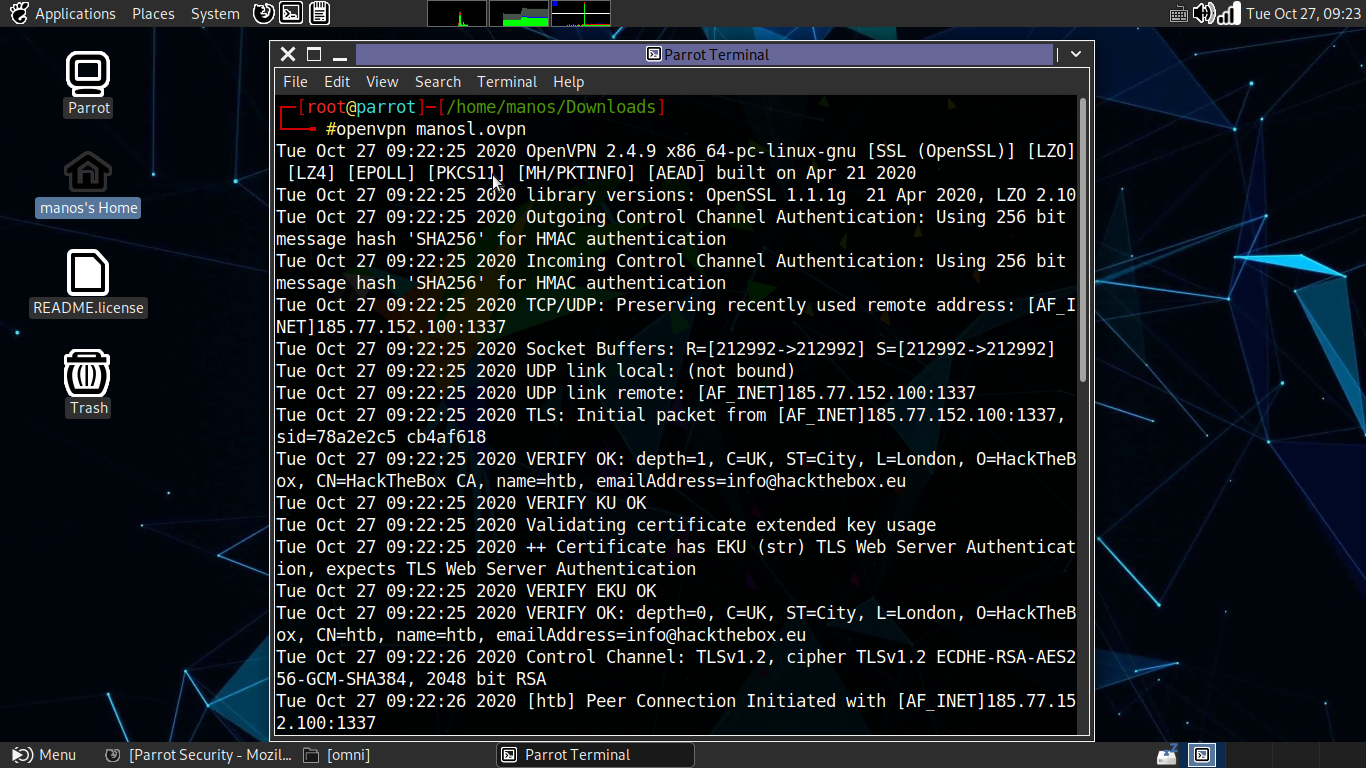 Applications Places System
Tue Oct 27, 09:23
Parrot Terminal
File Edit View Search Terminal Help
Parrot
manos's Home
README.license
Trash
┌─[root@parrot]─[/home/manos/Downloads]
└──╼ #openvpn manosl.ovpn
Tue Oct 27 09:22:25 2020 OpenVPN 2.4.9 x86_64-pc-linux-gnu [SSL (OpenSSL)] [LZO]
[LZ4] [EPOLL] [PKCS11] [MH/PKTINFO] [AEAD] built on Apr 21 2020
Tue Oct 27 09:22:25 2020 library versions: OpenSSL 1.1.1g  21 Apr 2020, LZO 2.10
Tue Oct 27 09:22:25 2020 Outgoing Control Channel Authentication: Using 256 bit
message hash 'SHA256' for HMAC authentication
Tue Oct 27 09:22:25 2020 Incoming Control Channel Authentication: Using 256 bit
message hash 'SHA256' for HMAC authentication
Tue Oct 27 09:22:25 2020 TCP/UDP: Preserving recently used remote address: [AF_I
NET]185.77.152.100:1337
Tue Oct 27 09:22:25 2020 Socket Buffers: R=[212992->212992] S=[212992->212992]
Tue Oct 27 09:22:25 2020 UDP link local: (not bound)
Tue Oct 27 09:22:25 2020 UDP link remote: [AF_INET]185.77.152.100:1337
Tue Oct 27 09:22:25 2020 TLS: Initial packet from [AF_INET]185.77.152.100:1337,
sid=78a2e2c5 cb4af618
Tue Oct 27 09:22:25 2020 VERIFY OK: depth=1, C=UK, ST=City, L=London, O=HackTheB
ox, CN=HackTheBox CA, name=htb, emailAddress=info@hackthebox.eu
Tue Oct 27 09:22:25 2020 VERIFY KU OK
Tue Oct 27 09:22:25 2020 Validating certificate extended key usage
Tue Oct 27 09:22:25 2020 ++ Certificate has EKU (str) TLS Web Server Authenticat
ion, expects TLS Web Server Authentication
Tue Oct 27 09:22:25 2020 VERIFY EKU OK
Tue Oct 27 09:22:25 2020 VERIFY OK: depth=0, C=UK, ST=City, L=London, O=HackTheB
ox, CN=htb, name=htb, emailAddress=info@hackthebox.eu
Tue Oct 27 09:22:26 2020 Control Channel: TLSv1.2, cipher TLSv1.2 ECDHE-RSA-AES2
56-GCM-SHA384, 2048 bit RSA
Tue Oct 27 09:22:26 2020 [htb] Peer Connection Initiated with [AF_INET]185.77.15
2.100:1337
Menu [Parrot Security - Mozil... [omni] Parrot Terminal